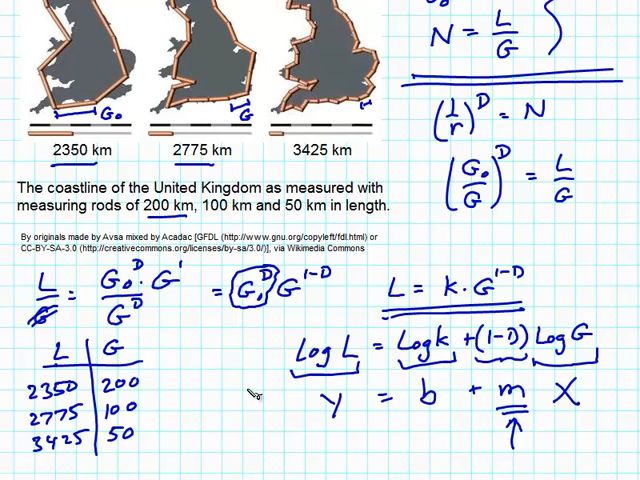 N = L/G
G₀
G
2350 km
2775 km
3425 km
(1/r)^D = N
(G₀/G)^D = L/G
The coastline of the United Kingdom as measured with
measuring rods of 200 km, 100 km and 50 km in length.
By originals made by Avsa mixed by Acadac [GFDL (http://www.gnu.org/copyleft/fdl.html) or
CC-BY-SA-3.0 (http://creativecommons.org/licenses/by-sa/3.0/)], via Wikimedia Commons
L/G = G₀^D · G^1 / G^D = G₀^D G^1-D
L = k · G^1-D
Log L = Log k + (1-D) Log G
Y = b + m X
L G
2350 200
2775 100
3425 50